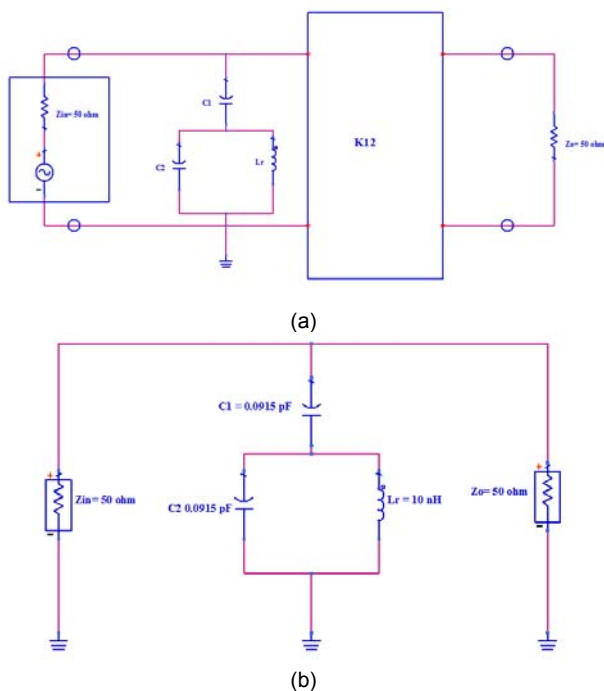 Zin= 50 ohm
C1
C2
Lr
K12
Zo= 50 ohm
(a)
C1 = 0.0915 pF
Zin= 50 ohm
C2 0.0915 pF
Lr = 10 nH
Zo= 50 ohm
(b)